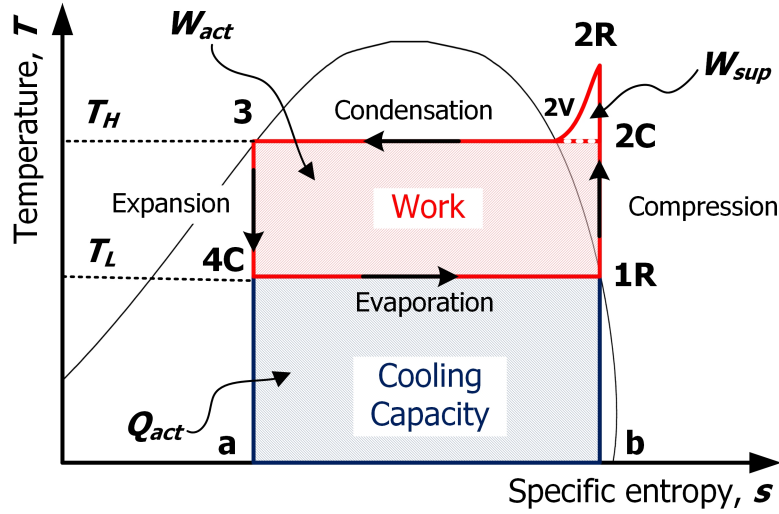 Temperature, T
W_act
2R
W_sup
T_H
3
Condensation
2V
2C
Expansion
Work
Compression
T_L
4C
1R
Evaporation
Cooling
Capacity
Q_act
a
b
Specific entropy, s